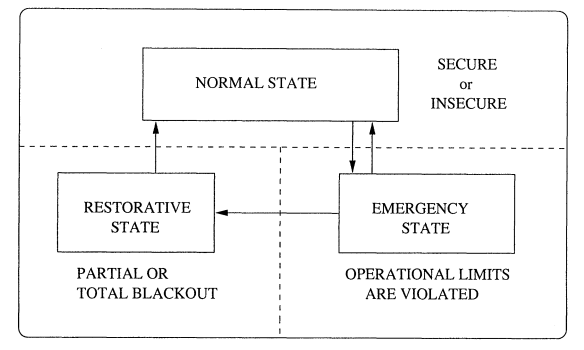 NORMAL STATE
SECURE
or
INSECURE
RESTORATIVE
STATE
EMERGENCY
STATE
PARTIAL OR
TOTAL BLACKOUT
OPERATIONAL LIMITS
ARE VIOLATED